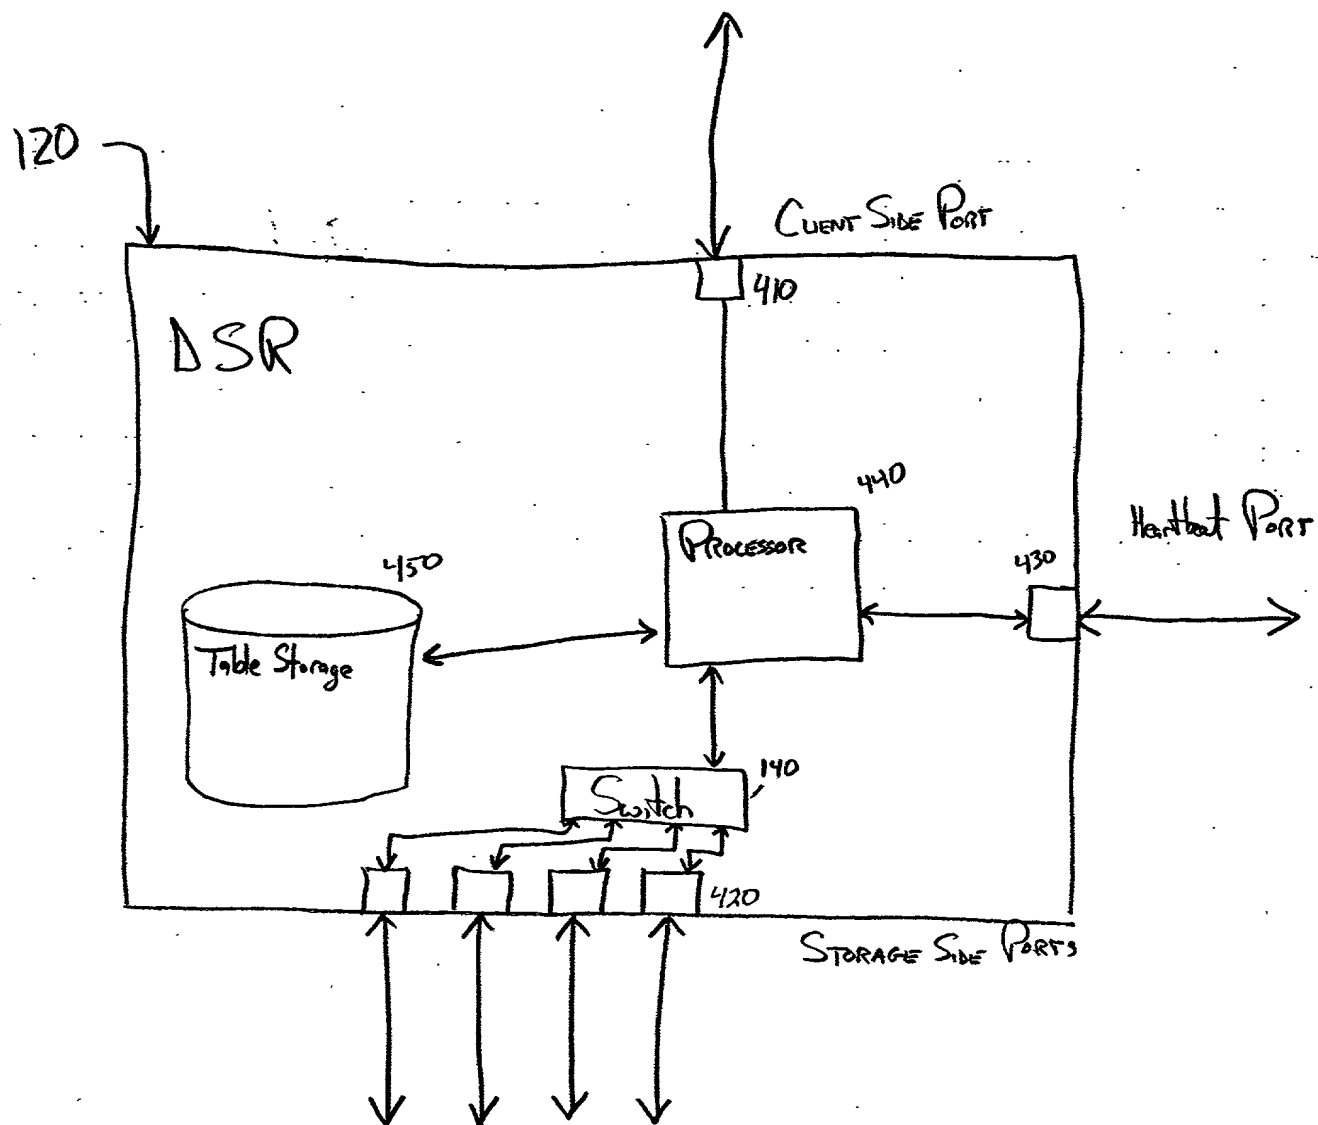 120
CLIENT SIDE PORT
410
DSR
440
PROCESSOR
Heartbeat PORT
430
450
Table Storage
140
Switch
420
STORAGE SIDE PORTS